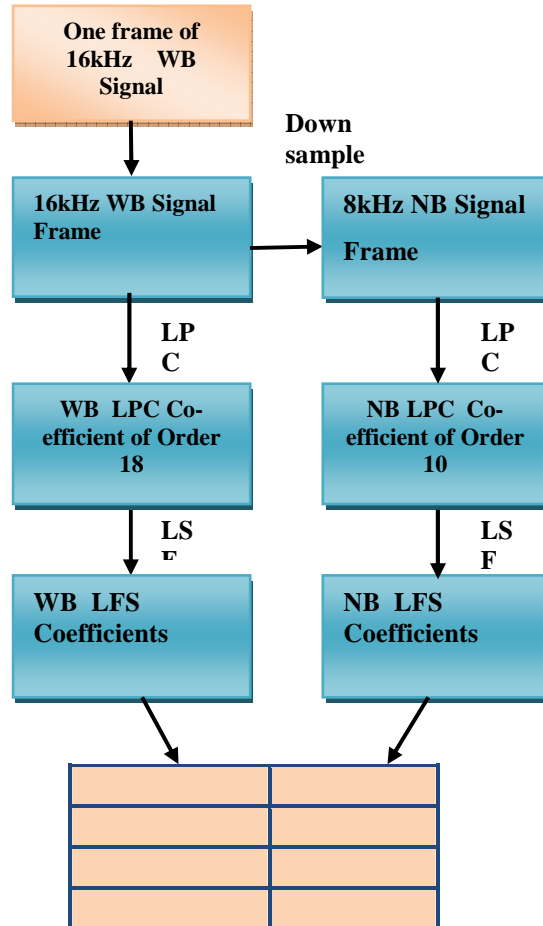 One frame of
16kHz WB
Signal
Down
sample
16kHz WB Signal
Frame
8kHz NB Signal
Frame
LP
C
LP
C
WB LPC Co-
efficient of Order
18
NB LPC Co-
efficient of Order
10
LS
F
LS
F
WB LFS
Coefficients
NB LFS
Coefficients